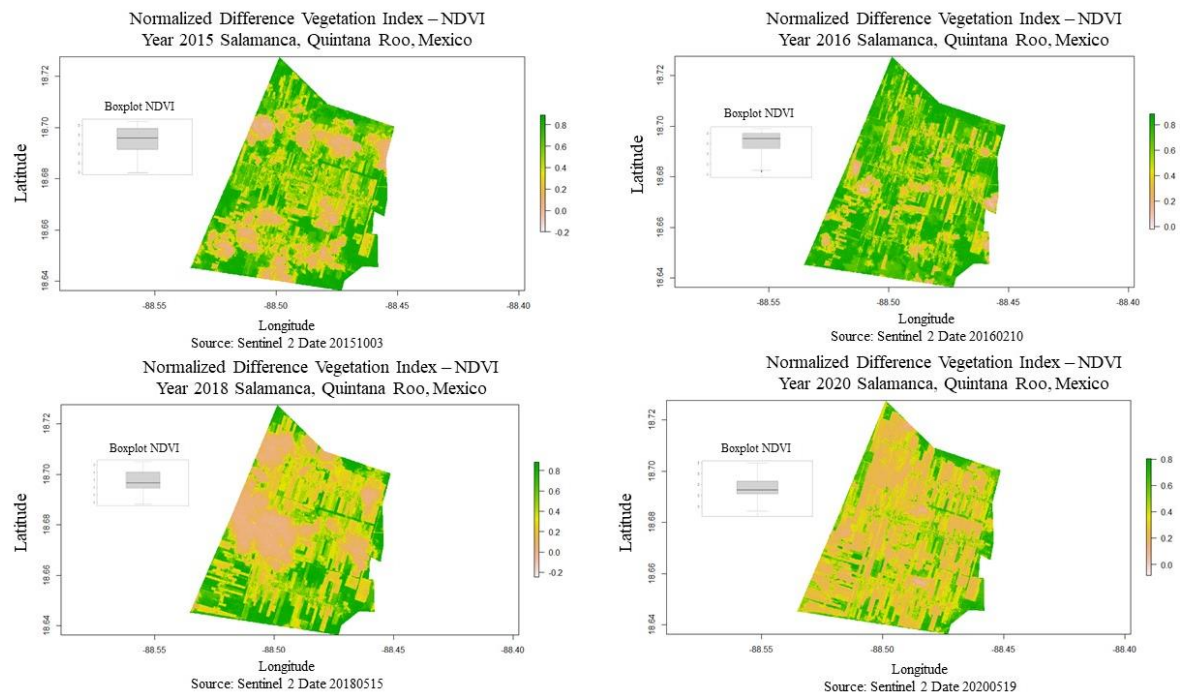 Normalized Difference Vegetation Index – NDVI
Year 2015 Salamanca, Quintana Roo, Mexico
Boxplot NDVI
Latitude
18.72
18.70
18.68
18.66
18.64
0.8
0.6
0.4
0.2
0.0
-0.2
-88.55
-88.50
-88.45
-88.40
Longitude
Source: Sentinel 2 Date 20151003
Normalized Difference Vegetation Index – NDVI
Year 2016 Salamanca, Quintana Roo, Mexico
Boxplot NDVI
Latitude
18.72
18.70
18.68
18.66
18.64
0.8
0.6
0.4
0.2
0.0
-88.55
-88.50
-88.45
-88.40
Longitude
Source: Sentinel 2 Date 20160210
Normalized Difference Vegetation Index – NDVI
Year 2018 Salamanca, Quintana Roo, Mexico
Boxplot NDVI
Latitude
18.72
18.70
18.68
18.66
18.64
0.8
0.6
0.4
0.2
0.0
-0.2
-88.55
-88.50
-88.45
-88.40
Longitude
Source: Sentinel 2 Date 20180515
Normalized Difference Vegetation Index – NDVI
Year 2020 Salamanca, Quintana Roo, Mexico
Boxplot NDVI
Latitude
18.72
18.70
18.68
18.66
18.64
0.8
0.6
0.4
0.2
0.0
-88.55
-88.50
-88.45
-88.40
Longitude
Source: Sentinel 2 Date 20200519